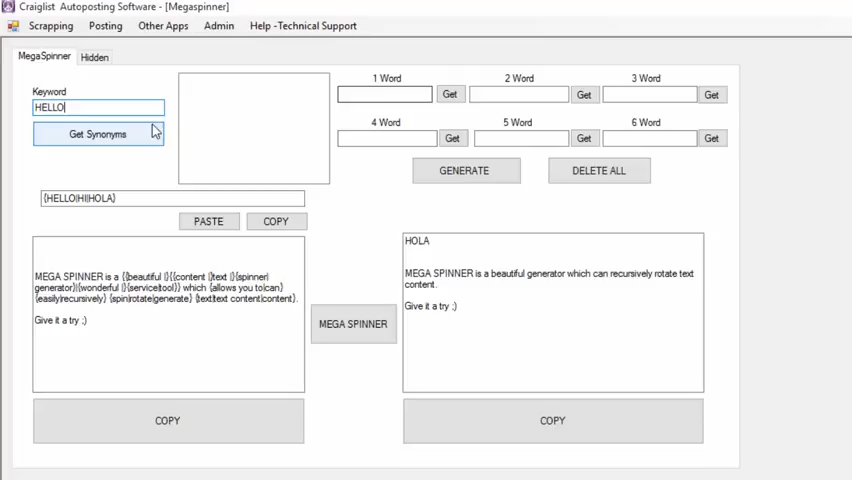 Craiglist Autoposting Software - [Megaspinner]
Scrapping Posting Other Apps Admin Help -Technical Support
MegaSpinner Hidden
Keyword
HELLO
Get Synonyms
1 Word 2 Word 3 Word
Get Get Get
4 Word 5 Word 6 Word
Get Get Get
GENERATE DELETE ALL
{HELLO|HI|HOLA}
PASTE COPY
MEGA SPINNER is a {{beautiful |}{{content |}text |}{spinner|
generator}|{wonderful |}{service|tool}} which {allows you to|can}
{easily|recursively} {spin|rotate|generate} {text|text content|content}.
Give it a try ;)
MEGA SPINNER
HOLA
MEGA SPINNER is a beautiful generator which can recursively rotate text
content.
Give it a try ;)
COPY COPY